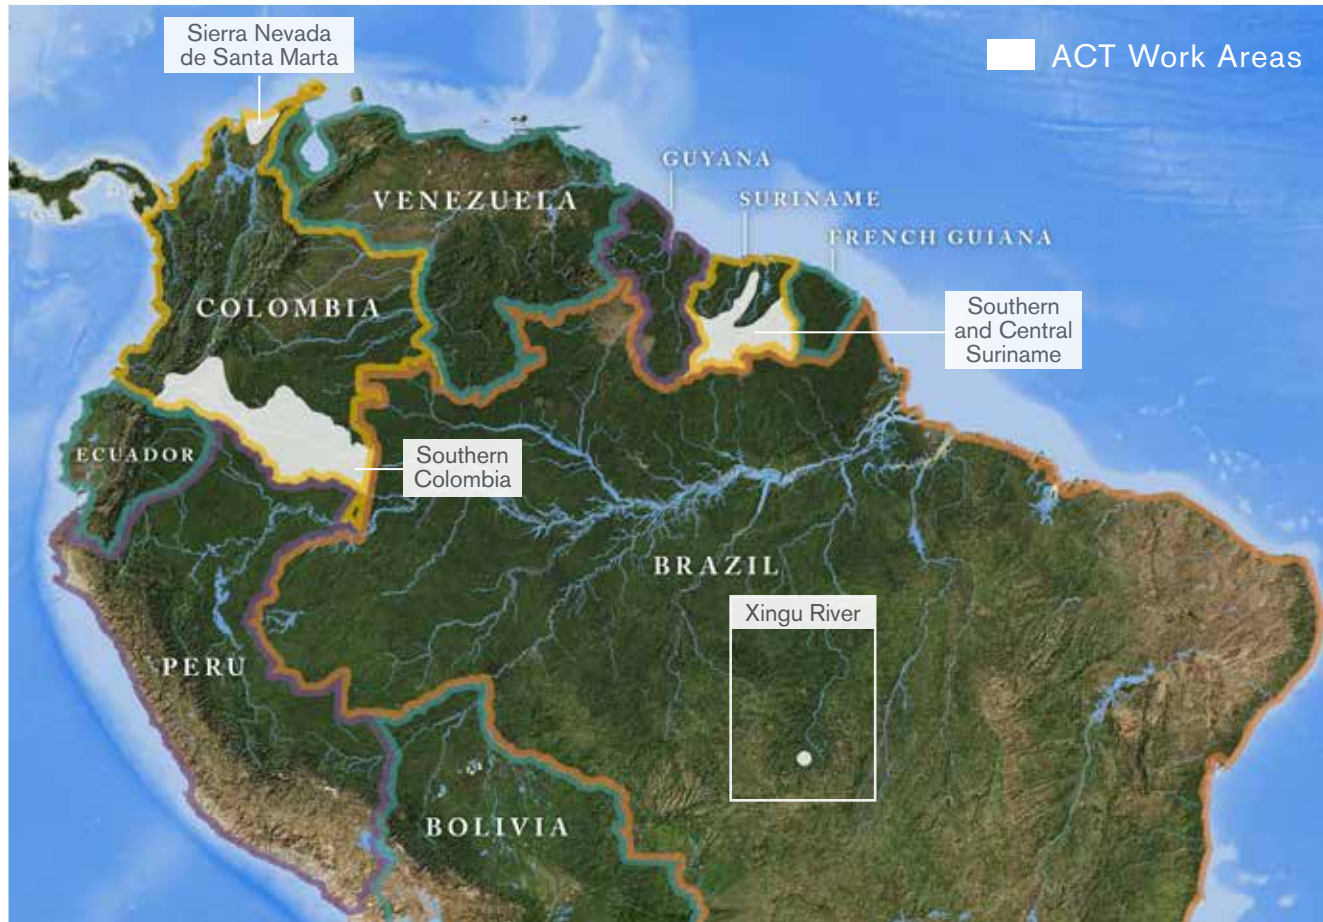 Sierra Nevada
de Santa Marta
ACT Work Areas
GUYANA
VENEZUELA
SURINAME
FRENCH GUIANA
COLOMBIA
Southern
and Central
Suriname
ECUADOR
Southern
Colombia
BRAZIL
Xingu River
PERU
BOLIVIA